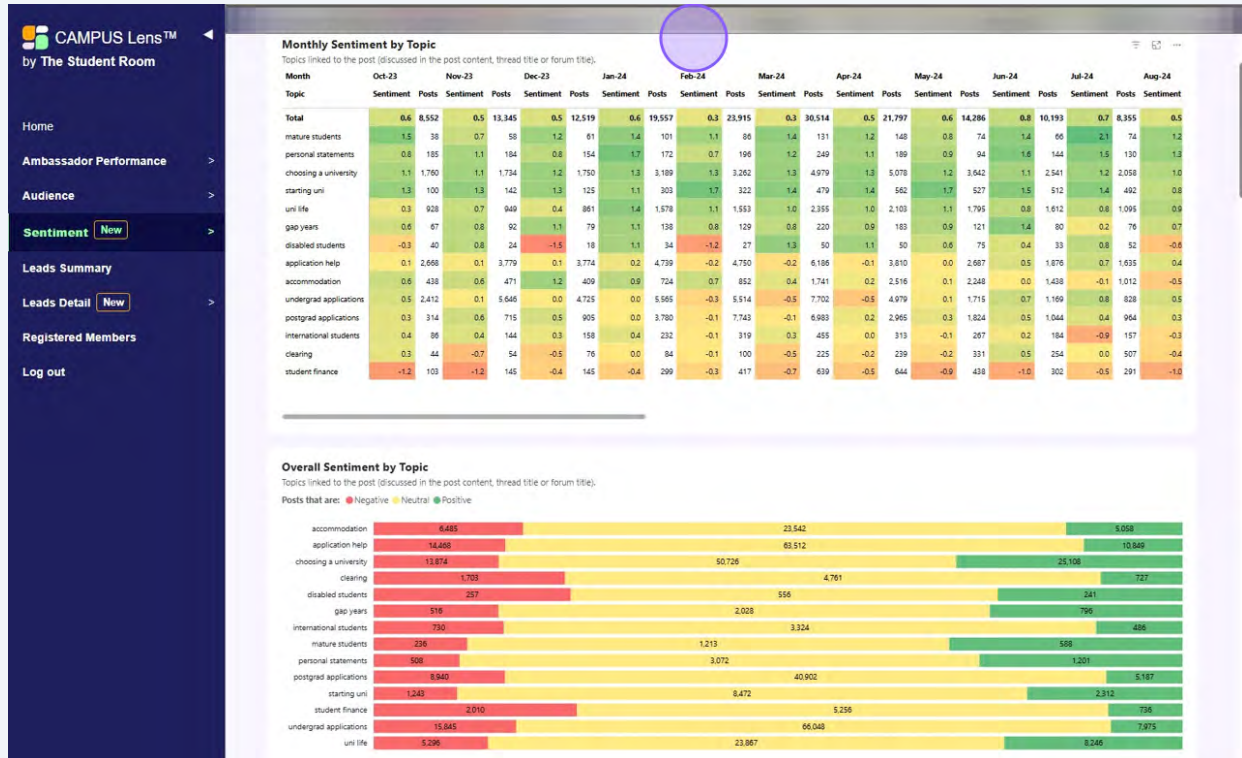 CAMPUS Lens™
by The Student Room
Home
Ambassador Performance >
Audience >
Sentiment New >
Leads Summary
Leads Detail New >
Registered Members
Log out
Monthly Sentiment by Topic
Topics linked to the post (discussed in the post content, thread title or forum title).
Month Oct-23 Nov-23 Dec-23 Jan-24 Feb-24 Mar-24 Apr-24 May-24 Jun-24 Jul-24 Aug-24
Topic Sentiment Posts Sentiment Posts Sentiment Posts Sentiment Posts Sentiment Posts Sentiment Posts Sentiment Posts Sentiment Posts Sentiment Posts Sentiment Posts Sentiment
Total 0.6 8,552 0.5 13,345 0.5 12,519 0.6 19,557 0.3 23,915 0.3 30,514 0.5 21,797 0.6 14,286 0.8 10,193 0.7 8,355 0.5
mature students 1.5 38 0.7 58 1.2 61 1.4 101 1.1 86 1.4 131 1.2 148 0.8 74 1.4 66 2.1 74 1.2
personal statements 0.8 185 1.1 184 0.8 154 1.7 172 0.7 196 1.2 249 1.1 189 0.9 94 1.6 144 1.5 130 1.3
choosing a university 1.1 1,760 1.1 1,734 1.2 1,750 1.3 3,189 1.3 3,262 1.3 4,979 1.3 5,078 1.2 3,642 1.1 2,541 1.2 2,058 1.0
starting uni 1.3 100 1.3 142 1.3 125 1.1 303 1.7 322 1.4 479 1.4 562 1.7 527 1.5 512 1.4 492 0.8
uni life 0.3 928 0.7 949 0.4 861 1.4 1,578 1.1 1,553 1.0 2,355 1.0 2,103 1.1 1,795 0.8 1,612 0.8 1,095 0.9
gap years 0.6 67 0.8 92 1.1 79 1.1 138 0.8 129 0.8 220 0.9 183 0.9 121 1.4 80 0.2 76 0.7
disabled students -0.3 40 0.8 24 -1.5 18 1.1 34 -1.2 27 1.3 50 1.1 50 0.6 75 0.4 33 0.8 52 -0.6
application help 0.1 2,668 0.1 3,779 0.1 3,774 0.2 4,739 -0.2 4,750 -0.2 6,186 -0.1 3,810 0.0 2,687 0.5 1,876 0.7 1,635 0.4
accommodation 0.6 438 0.6 471 1.2 409 0.9 724 0.7 852 0.4 1,741 0.2 2,516 0.1 2,248 0.0 1,438 -0.1 1,012 -0.5
undergrad applications 0.5 2,412 0.1 5,646 0.0 4,725 0.0 5,565 -0.3 5,514 -0.5 7,702 -0.5 4,979 0.1 1,715 0.7 1,169 0.8 828 0.5
postgrad applications 0.3 314 0.6 715 0.5 905 0.0 3,780 -0.1 7,743 -0.1 6,983 0.2 2,965 0.3 1,824 0.5 1,044 0.4 964 0.3
international students 0.4 86 0.4 144 0.3 158 0.4 232 -0.1 319 0.3 455 0.0 313 -0.1 267 0.2 184 -0.9 157 -0.3
clearing 0.3 44 -0.7 54 -0.5 76 0.0 84 -0.1 100 -0.5 225 -0.2 239 -0.2 331 0.5 254 0.0 507 -0.4
student finance -1.2 103 -1.2 145 -0.4 145 -0.4 299 -0.3 417 -0.7 639 -0.5 644 -0.9 438 -1.0 302 -0.5 291 -1.0
Overall Sentiment by Topic
Topics linked to the post (discussed in the post content, thread title or forum title).
Posts that are: Negative Neutral Positive
accommodation 6,485 23,542 5,058
application help 14,468 63,512 10,849
choosing a university 13,874 50,726 25,108
clearing 1,703 4,761 727
disabled students 257 556 241
gap years 516 2,028 796
international students 730 3,324 486
mature students 236 1,213 588
personal statements 508 3,072 1,201
postgrad applications 8,940 40,902 5,187
starting uni 1,243 8,472 2,312
student finance 2,010 5,256 736
undergrad applications 15,845 66,048 7,975
uni life 5,296 23,867 8,246